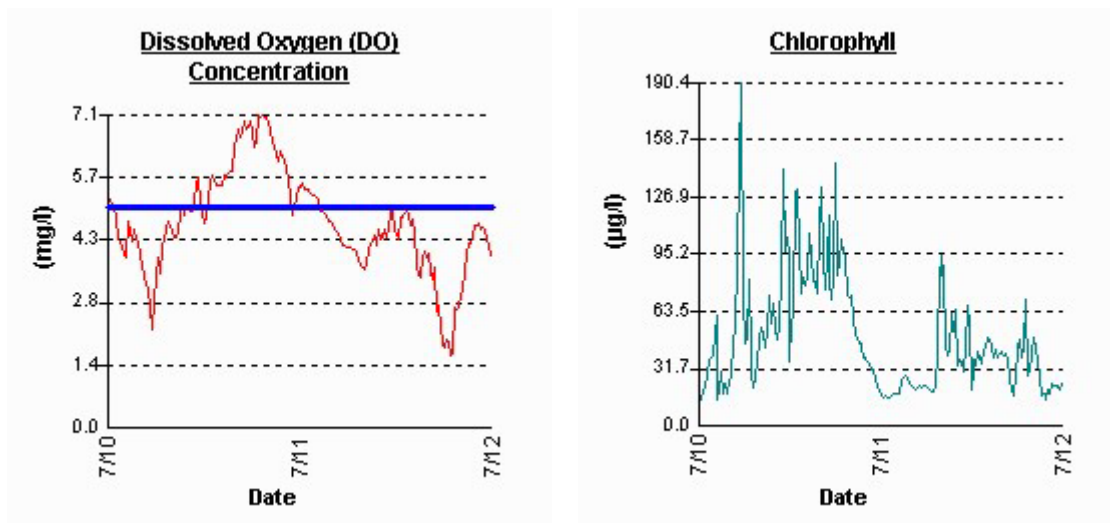 Dissolved Oxygen (DO)
Concentration
7.1
5.7
4.3
2.8
1.4
0.0
(mg/l)
7/10
7/11
7/12
Date
Chlorophyll
190.4
158.7
126.9
95.2
63.5
31.7
0.0
(µg/l)
7/10
7/11
7/12
Date